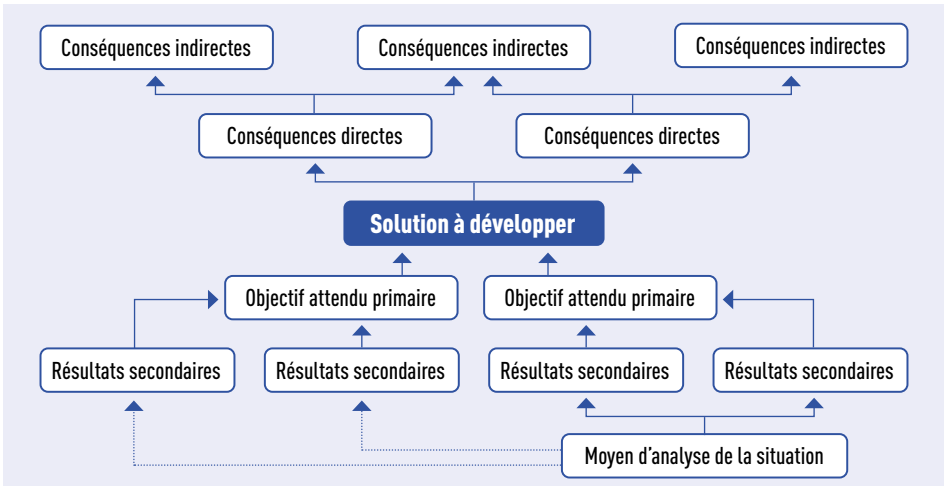 Conséquences indirectes
Conséquences indirectes
Conséquences indirectes
Conséquences directes
Conséquences directes
Solution à développer
Objectif attendu primaire
Objectif attendu primaire
Résultats secondaires
Résultats secondaires
Résultats secondaires
Résultats secondaires
Moyen d'analyse de la situation